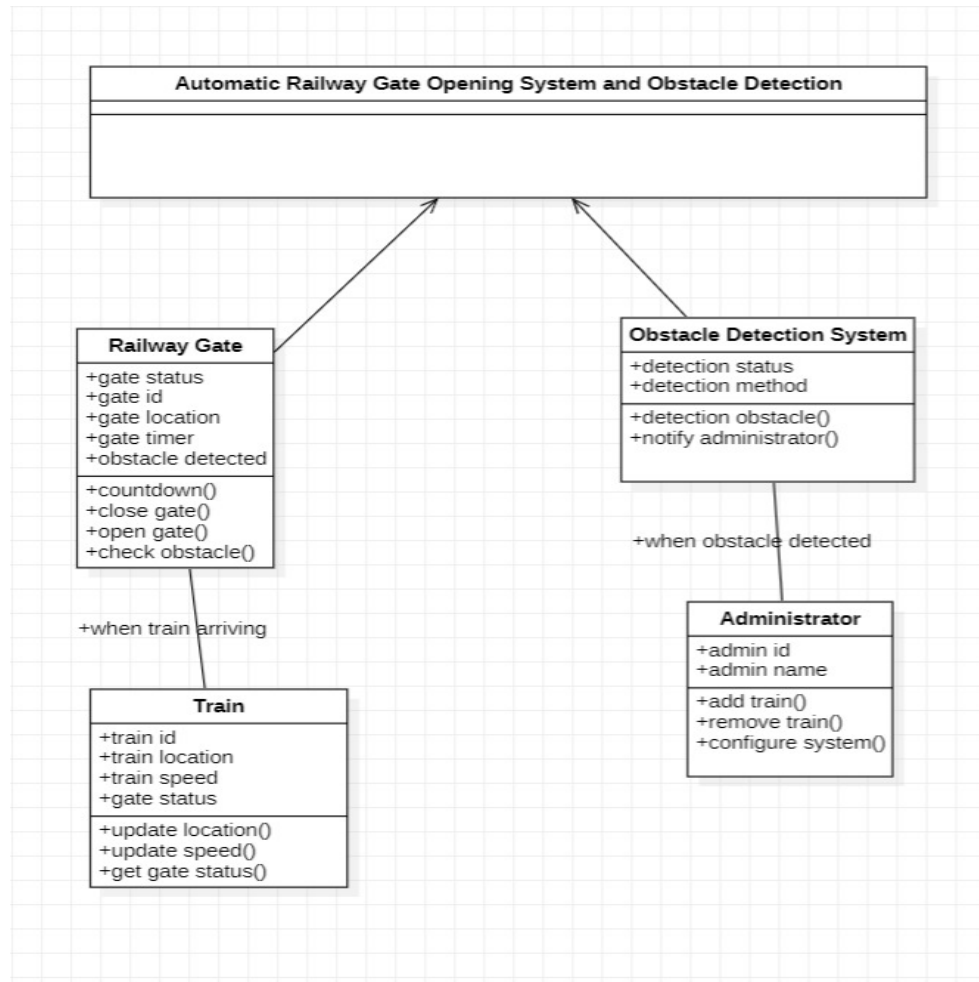 Automatic Railway Gate Opening System and Obstacle Detection
Railway Gate
+gate status
+gate id
+gate location
+gate timer
+obstacle detected
+countdown()
+close gate()
+open gate()
+check obstacle()
Obstacle Detection System
+detection status
+detection method
+detection obstacle()
+notify administrator()
+when obstacle detected
+when train arriving
Administrator
+admin id
+admin name
+add train()
+remove train()
+configure system()
Train
+train id
+train location
+train speed
+gate status
+update location()
+update speed()
+get gate status()